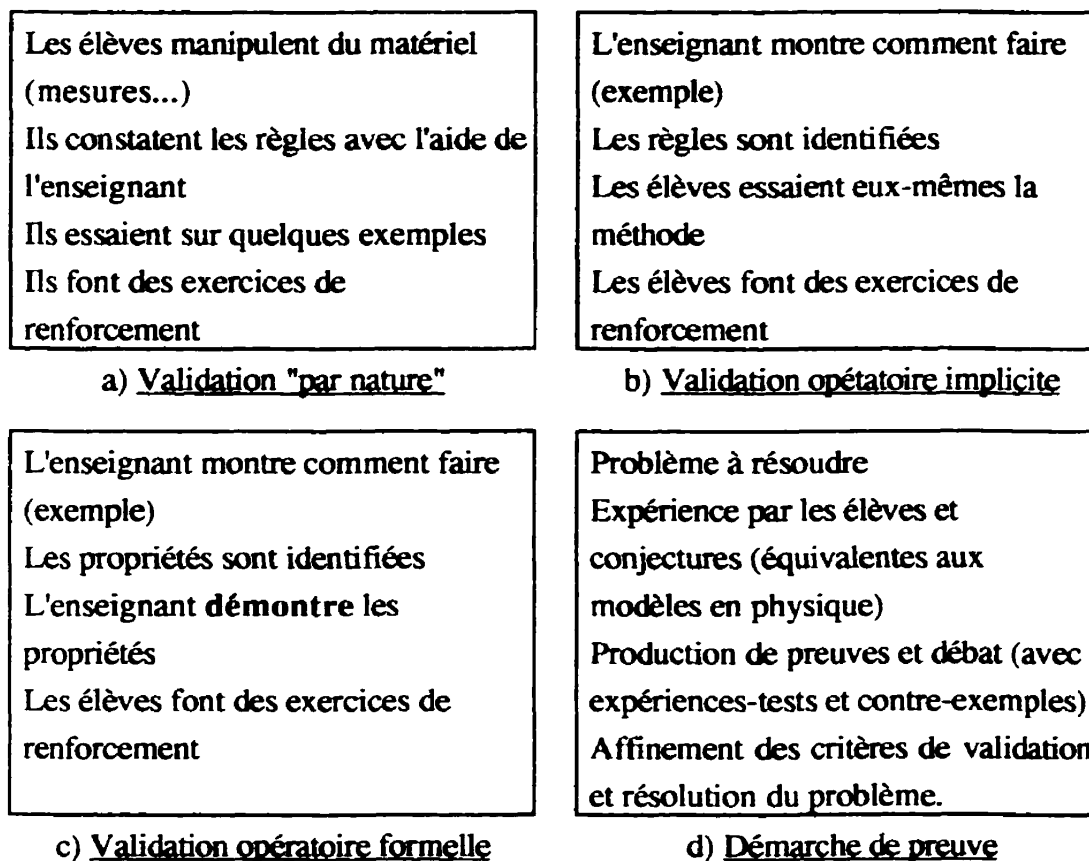 Les élèves manipulent du matériel
(mesures...)
Ils constatent les règles avec l'aide de
l'enseignant
Ils essaient sur quelques exemples
Ils font des exercices de
renforcement
a) Validation "par nature"
L'enseignant montre comment faire
(exemple)
Les règles sont identifiées
Les élèves essaient eux-mêmes la
méthode
Les élèves font des exercices de
renforcement
b) Validation opétatoire implicite
L'enseignant montre comment faire
(exemple)
Les propriétés sont identifiées
L'enseignant démontre les
propriétés
Les élèves font des exercices de
renforcement
c) Validation opératoire formelle
Problème à résoudre
Expérience par les élèves et
conjectures (équivalentes aux
modèles en physique)
Production de preuves et débat (avec
expériences-tests et contre-exemples)
Affinement des critères de validation
et résolution du problème.
d) Démarche de preuve